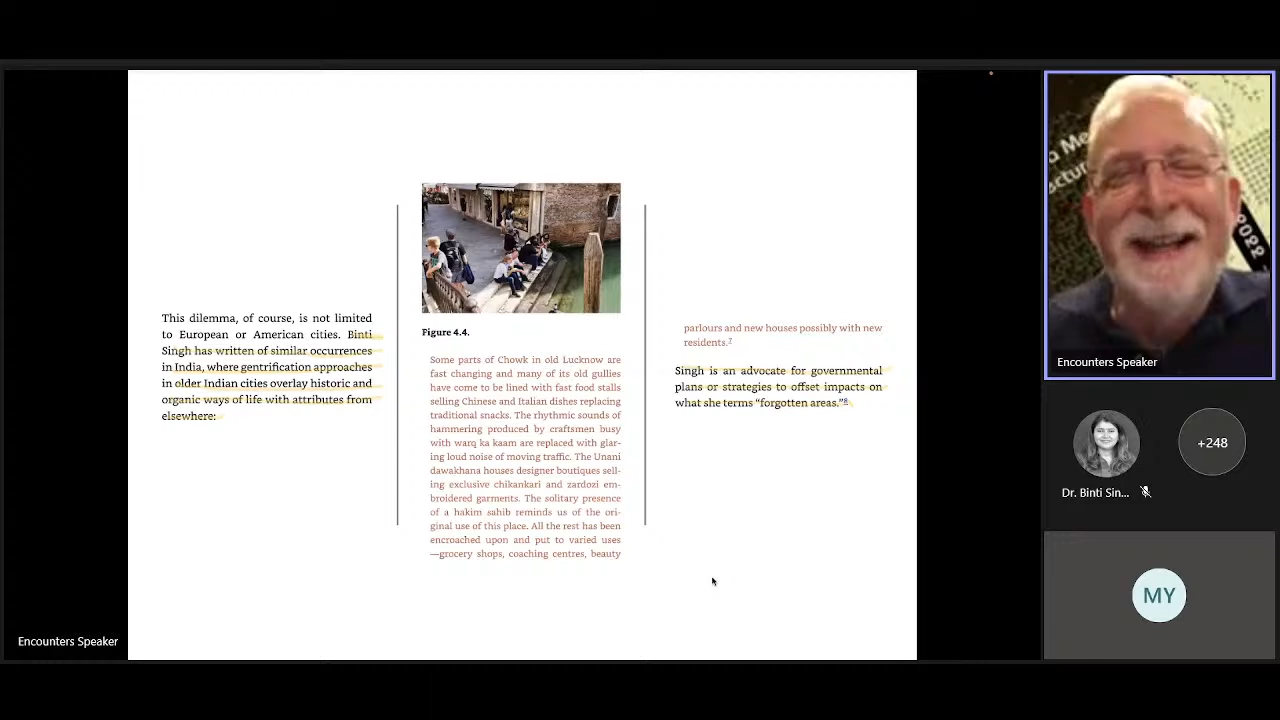 This dilemma, of course, is not limited
to European or American cities. Binti
Singh has written of similar occurrences
in India, where gentrification approaches
in older Indian cities overlay historic and
organic ways of life with attributes from
elsewhere:
Figure 4.4.
Some parts of Chowk in old Lucknow are
fast changing and many of its old gullies
have come to be lined with fast food stalls
selling Chinese and Italian dishes replacing
traditional snacks. The rhythmic sounds of
hammering produced by craftsmen busy
with warq ka kaam are replaced with glar-
ing loud noise of moving traffic. The Unani
dawakhana houses designer boutiques sell-
ing exclusive chikankari and zardozi em-
broidered garments. The solitary presence
of a hakim sahib reminds us of the ori-
ginal use of this place. All the rest has been
encroached upon and put to varied uses
—grocery shops, coaching centres, beauty
parlours and new houses possibly with new
residents.7
Singh is an advocate for governmental
plans or strategies to offset impacts on
what she terms “forgotten areas.”8
Encounters Speaker
2022
Encounters Speaker
Dr. Binti Sin...
+248
MY